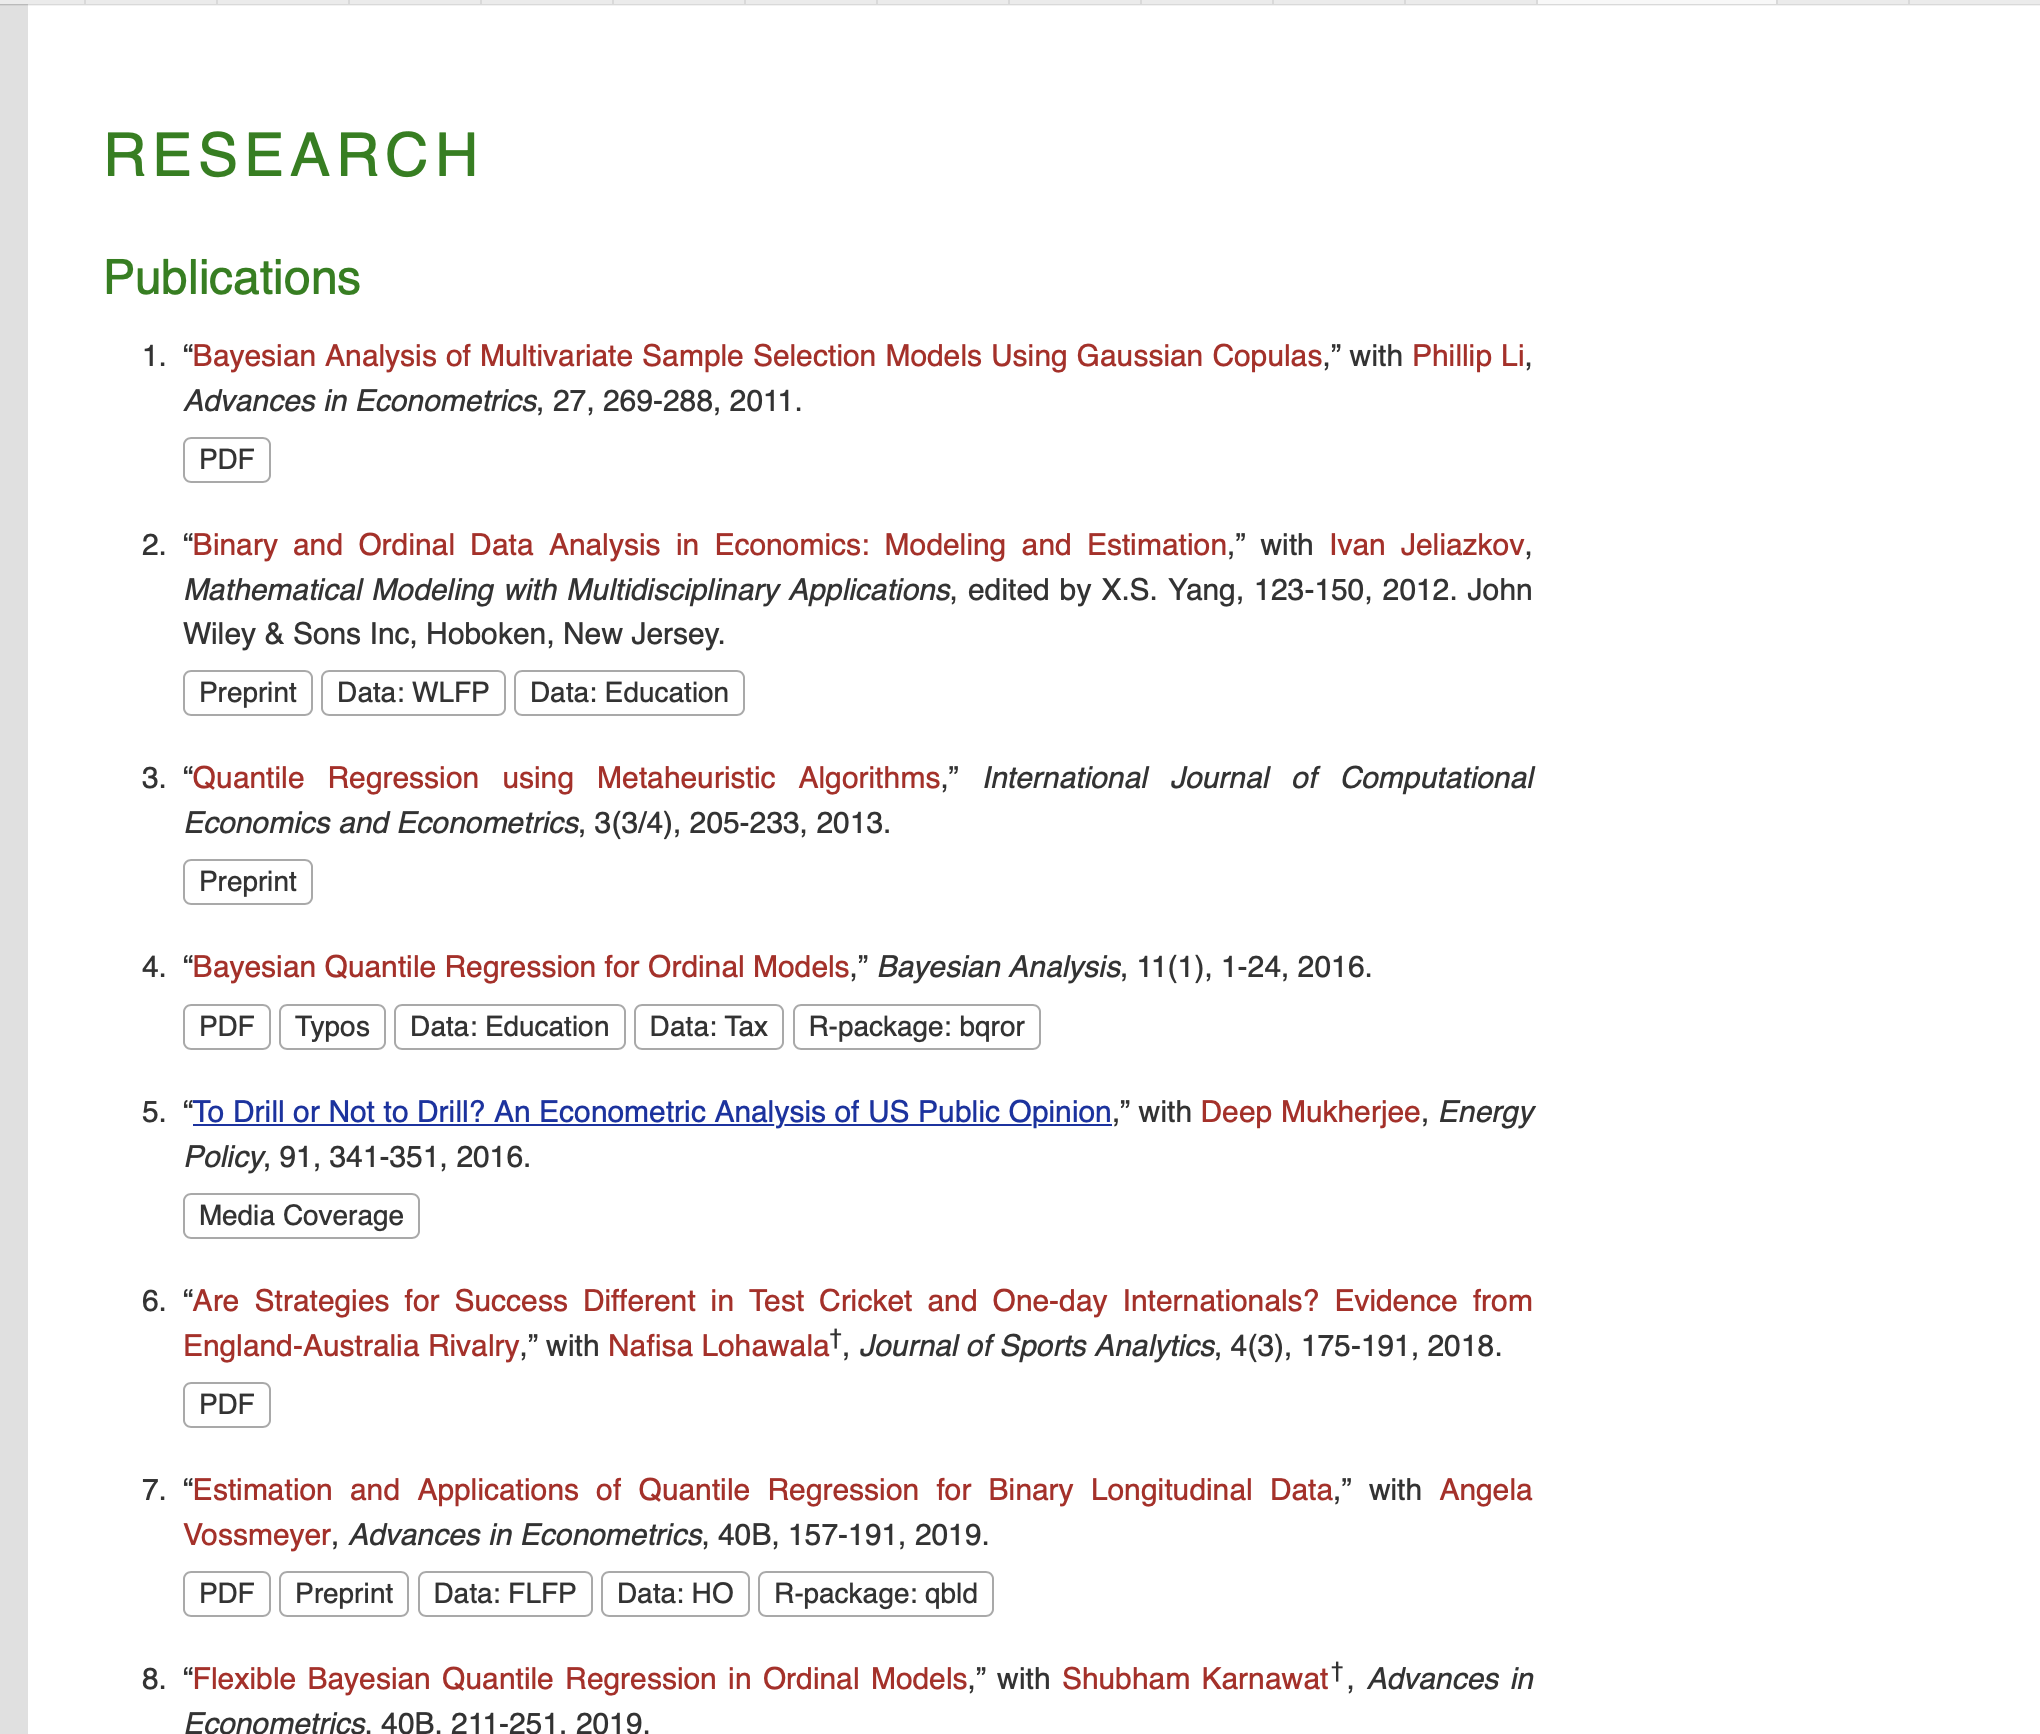 RESEARCH
Publications
1. “Bayesian Analysis of Multivariate Sample Selection Models Using Gaussian Copulas,” with Phillip Li,
Advances in Econometrics, 27, 269-288, 2011.
PDF
2. “Binary and Ordinal Data Analysis in Economics: Modeling and Estimation,” with Ivan Jeliazkov,
Mathematical Modeling with Multidisciplinary Applications, edited by X.S. Yang, 123-150, 2012. John
Wiley & Sons Inc, Hoboken, New Jersey.
Preprint Data: WLFP Data: Education
3. “Quantile Regression using Metaheuristic Algorithms,” International Journal of Computational
Economics and Econometrics, 3(3/4), 205-233, 2013.
Preprint
4. “Bayesian Quantile Regression for Ordinal Models,” Bayesian Analysis, 11(1), 1-24, 2016.
PDF Typos Data: Education Data: Tax R-package: bqror
5. “To Drill or Not to Drill? An Econometric Analysis of US Public Opinion,” with Deep Mukherjee, Energy
Policy, 91, 341-351, 2016.
Media Coverage
6. “Are Strategies for Success Different in Test Cricket and One-day Internationals? Evidence from
England-Australia Rivalry,” with Nafisa Lohawala†, Journal of Sports Analytics, 4(3), 175-191, 2018.
PDF
7. “Estimation and Applications of Quantile Regression for Binary Longitudinal Data,” with Angela
Vossmeyer, Advances in Econometrics, 40B, 157-191, 2019.
PDF Preprint Data: FLFP Data: HO R-package: qbld
8. “Flexible Bayesian Quantile Regression in Ordinal Models,” with Shubham Karnawat†, Advances in
Econometrics, 40B, 211-251, 2019.